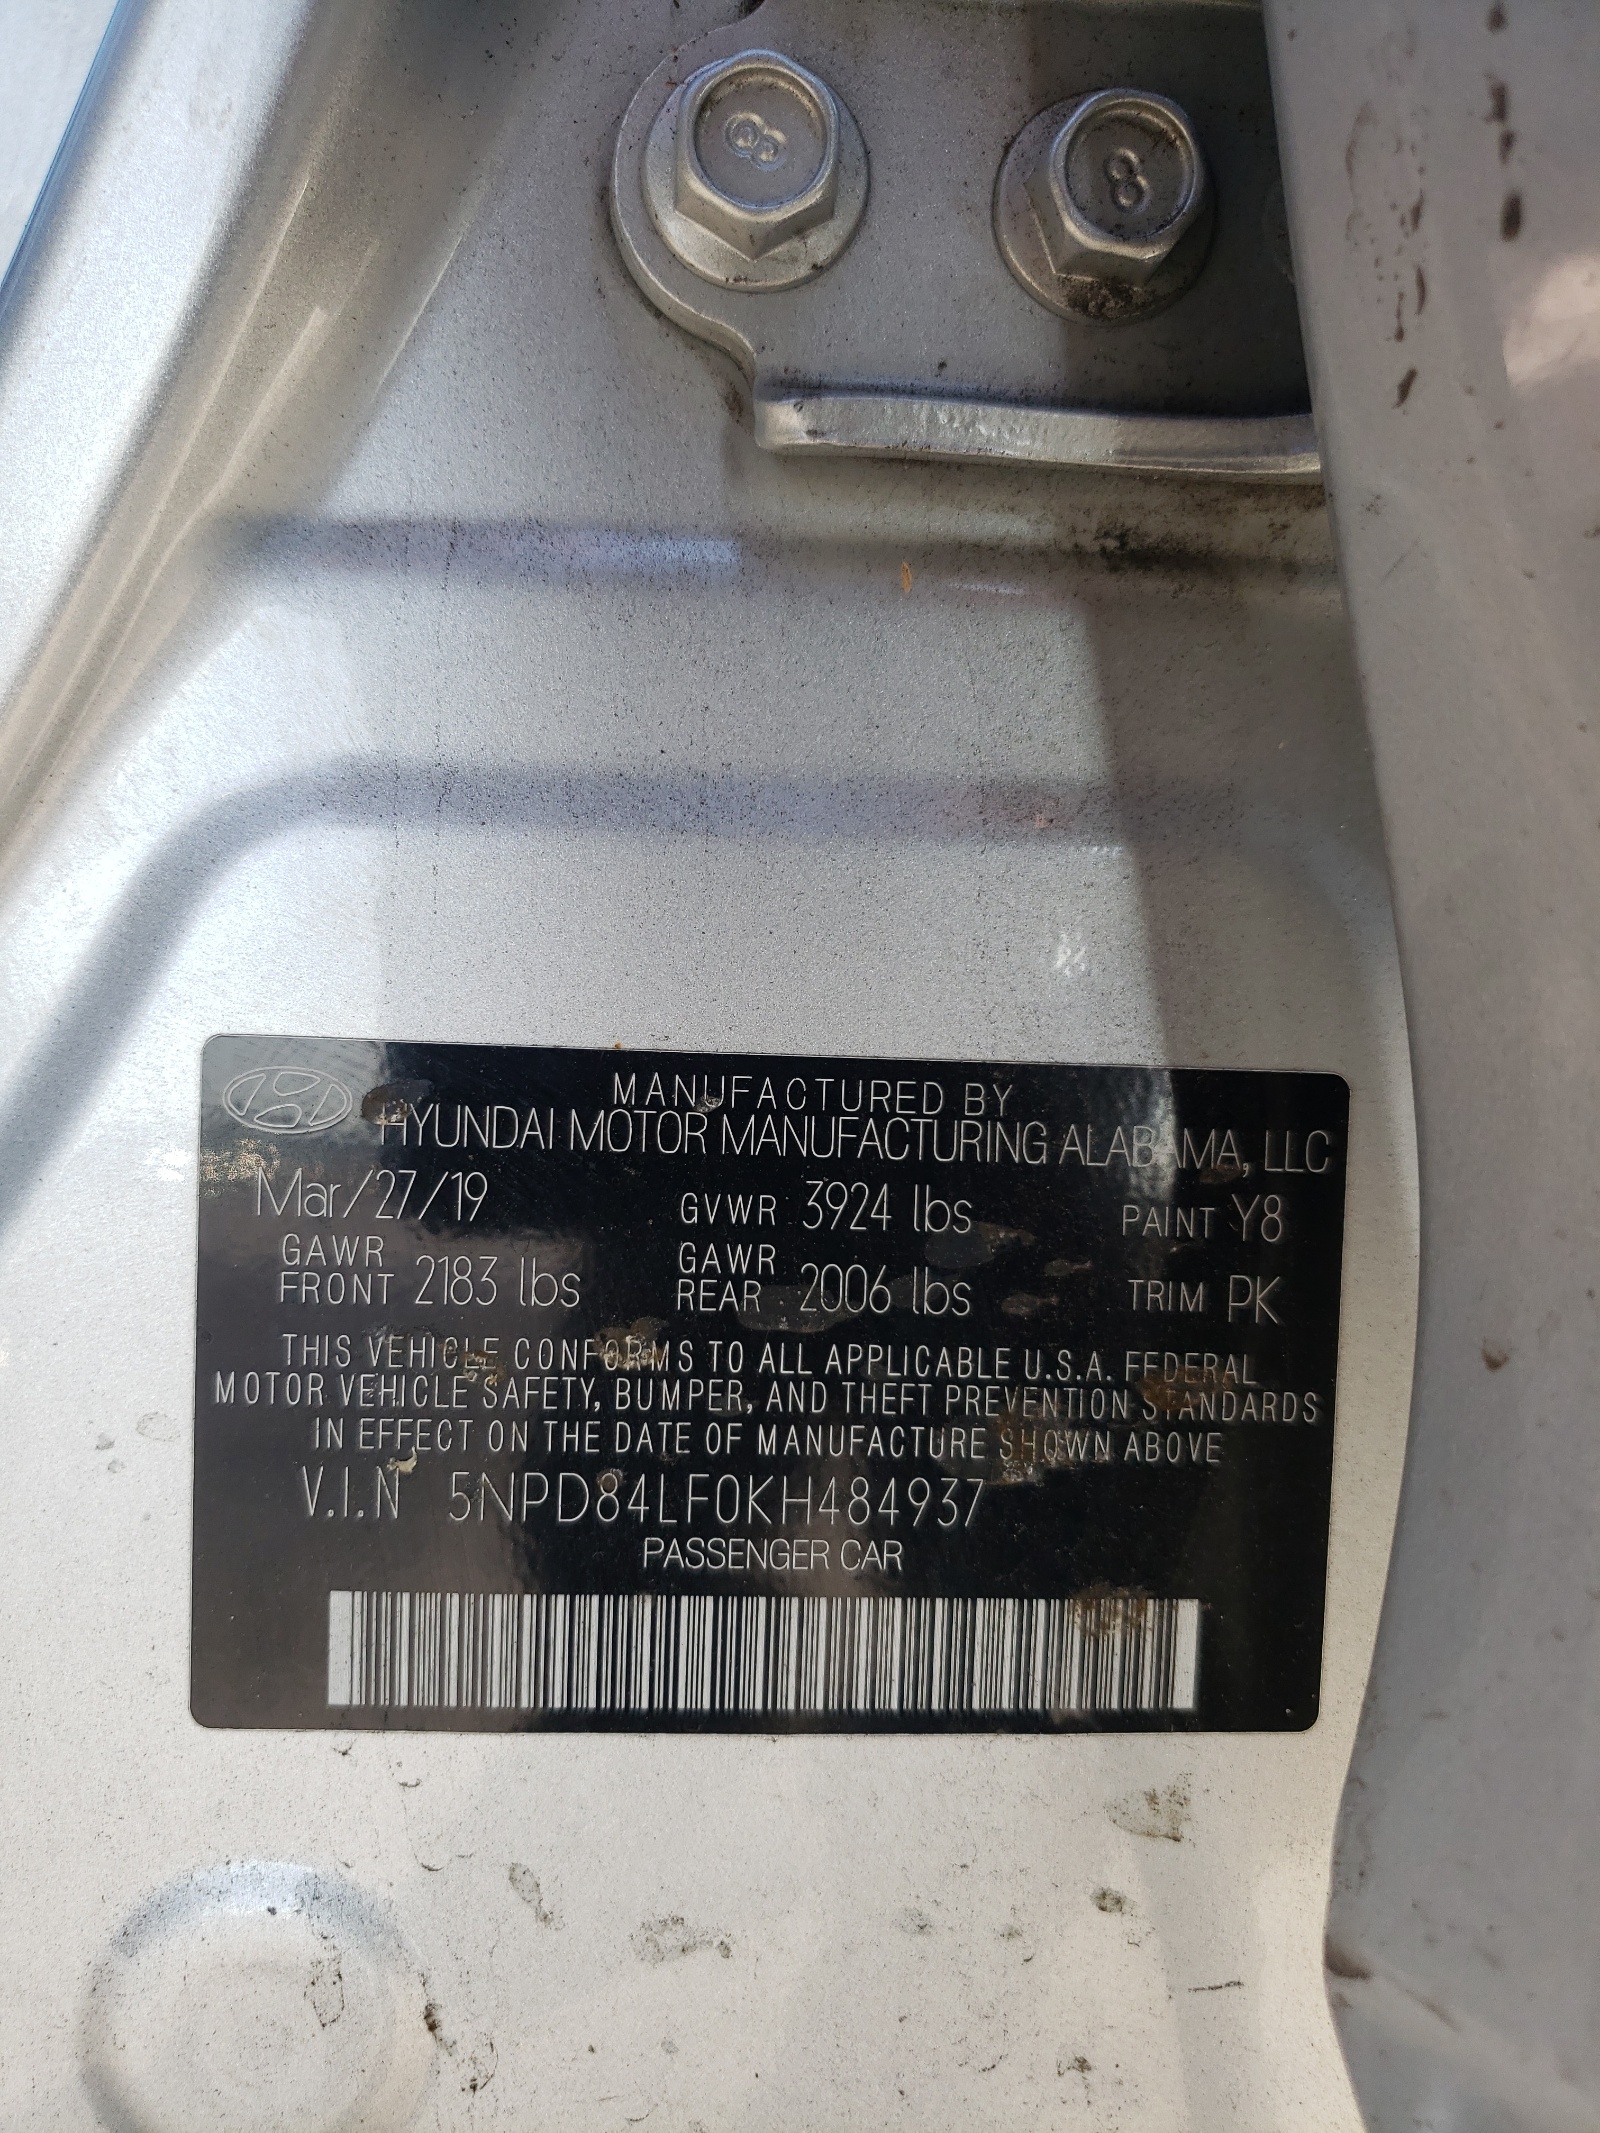 8
8
MANUFACTURED BY
HYUNDAI MOTOR MANUFACTURING ALABAMA, LLC
Mar/27/19 GVWR 3924 lbs PAINT Y8
GAWR FRONT 2183 lbs GAWR REAR 2006 lbs TRIM PK
THIS VEHICLE CONFORMS TO ALL APPLICABLE U.S.A. FEDERAL
MOTOR VEHICLE SAFETY, BUMPER, AND THEFT PREVENTION STANDARDS
IN EFFECT ON THE DATE OF MANUFACTURE SHOWN ABOVE
V.I.N 5NPD84LF0KH484937
PASSENGER CAR